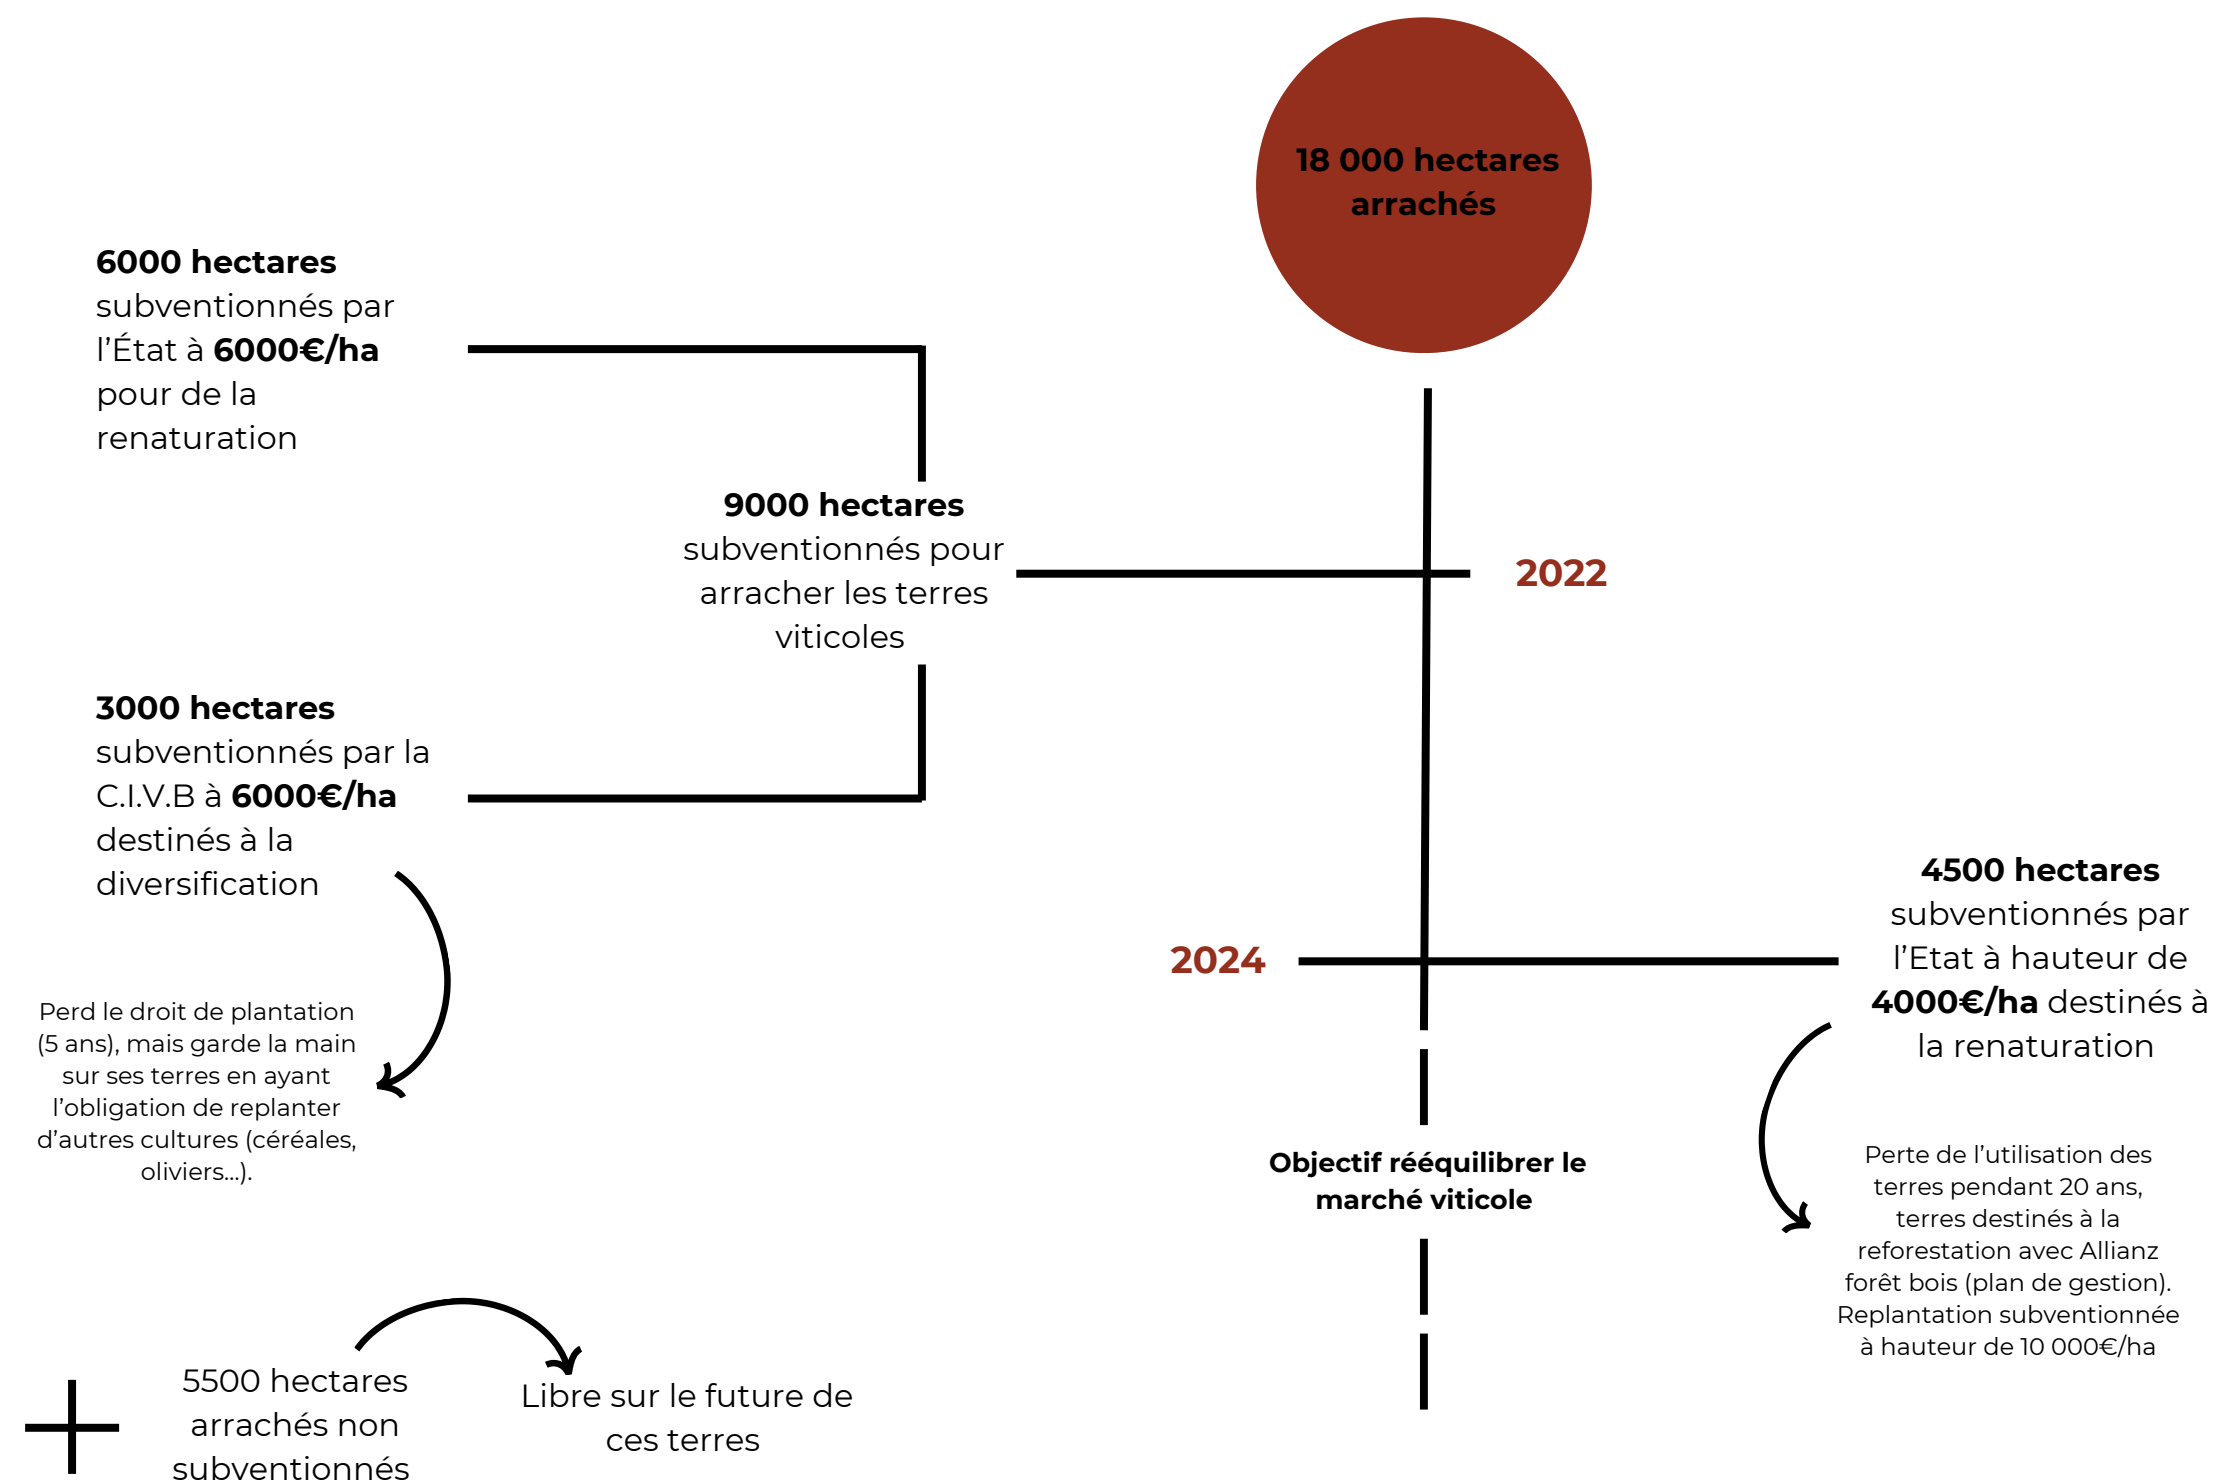 18 000 hectares
arrachés
6000 hectares
subventionnés par
l'État à 6000€/ha
pour de la
renaturation
9000 hectares
subventionnés pour
arracher les terres
viticoles
2022
3000 hectares
subventionnés par la
C.I.V.B à 6000€/ha
destinés à la
diversification
Perd le droit de plantation
(5 ans), mais garde la main
sur ses terres en ayant
l'obligation de replanter
d'autres cultures (céréales,
oliviers...).
2024
4500 hectares
subventionnés par
l'Etat à hauteur de
4000€/ha destinés à
la renaturation
Perte de l'utilisation des
terres pendant 20 ans,
terres destinés à la
reforestation avec Allianz
forêt bois (plan de gestion).
Replantation subventionnée
à hauteur de 10 000€/ha
Objectif rééquilibrer le
marché viticole
5500 hectares
arrachés non
subventionnés
Libre sur le future de
ces terres